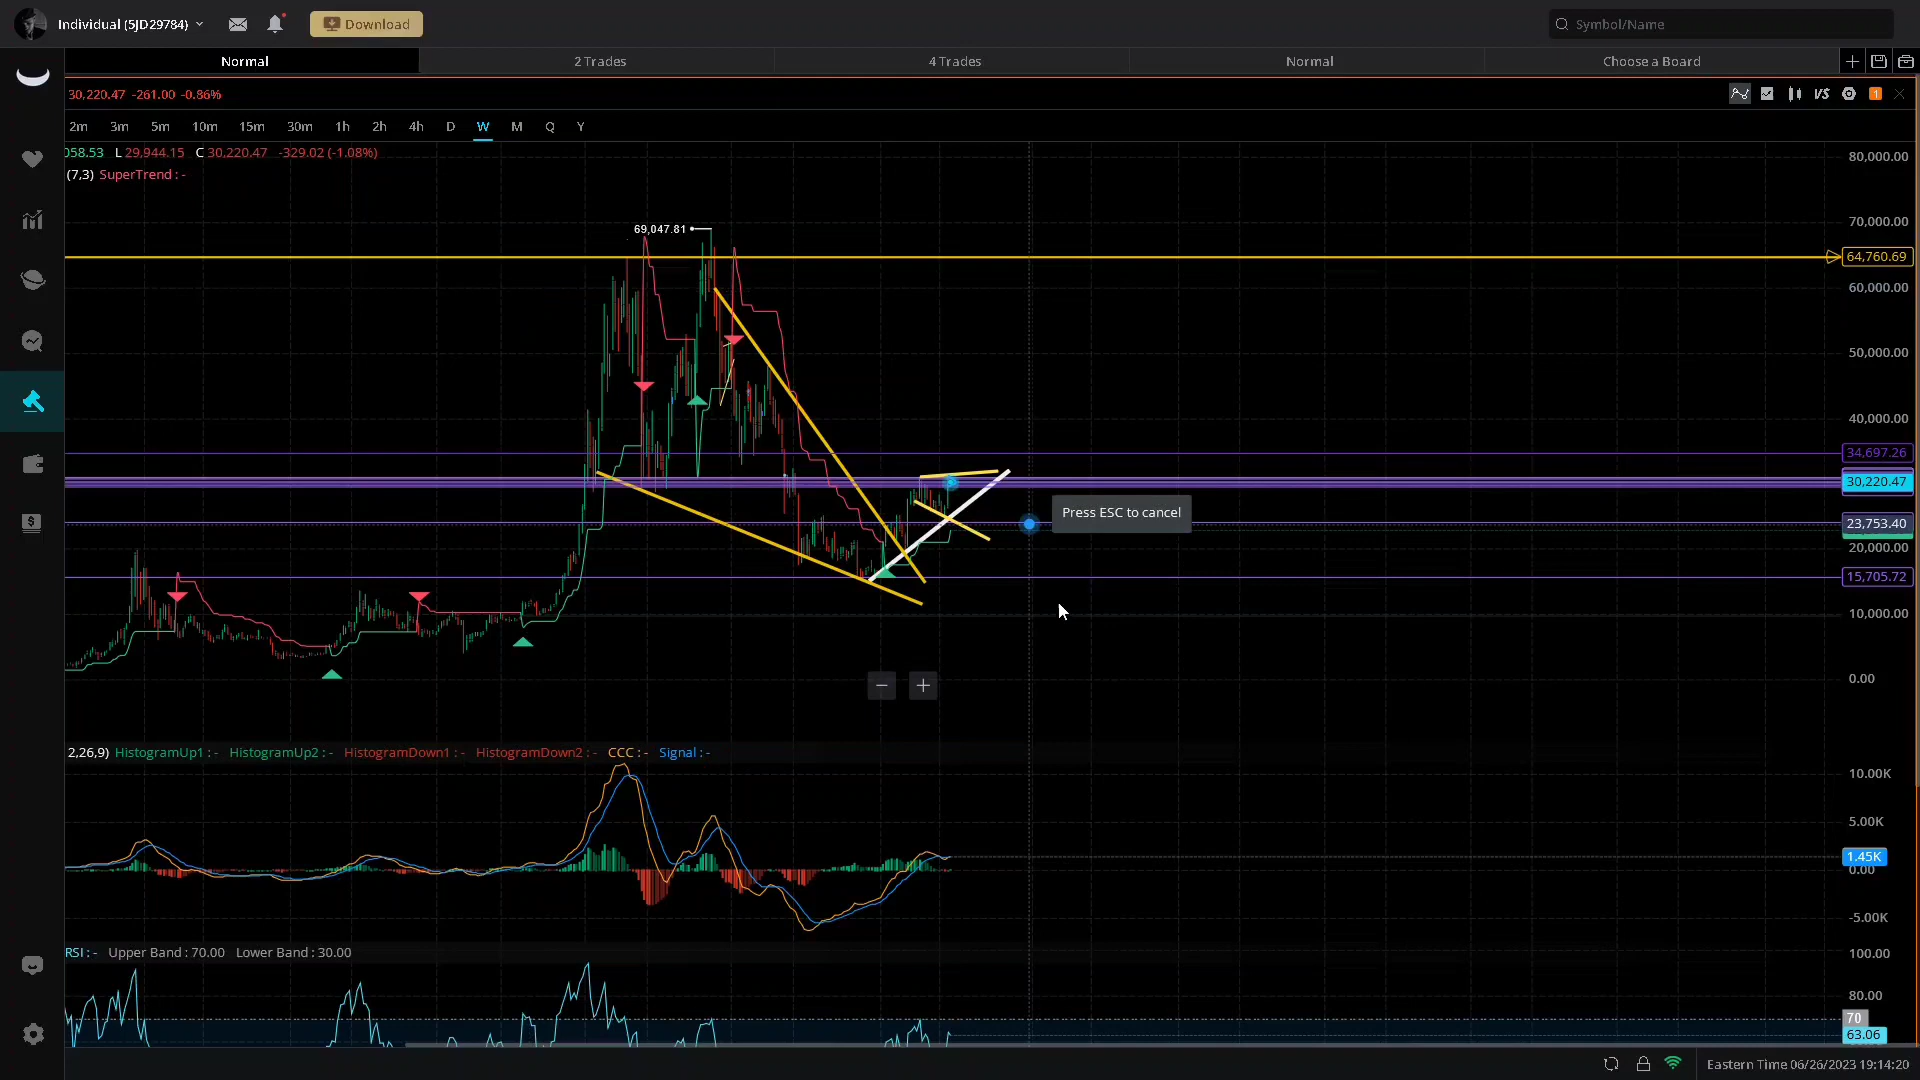 Individual (5JD29784)
Download
Symbol/Name
Normal
2 Trades
4 Trades
Normal
Choose a Board
30,220.47 -261.00 -0.86%
VS
1
2m 3m 5m 10m 15m 30m 1h 2h 4h D W M Q Y
058.53 L 29,944.15 C 30,220.47 -329.02 (-1.08%)
(7,3) SuperTrend : -
80,000.00
70,000.00
69,047.81
64,760.69
60,000.00
50,000.00
40,000.00
34,697.26
30,220.47
Press ESC to cancel
23,753.40
20,000.00
15,705.72
10,000.00
0.00
2,26,9) HistogramUp1 : - HistogramUp2 : - HistogramDown1 : - HistogramDown2 : - CCC : - Signal : -
10.00K
5.00K
1.45K
0.00
-5.00K
RSI : - Upper Band : 70.00 Lower Band : 30.00
100.00
80.00
70
63.06
Eastern Time 06/26/2023 19:14:20